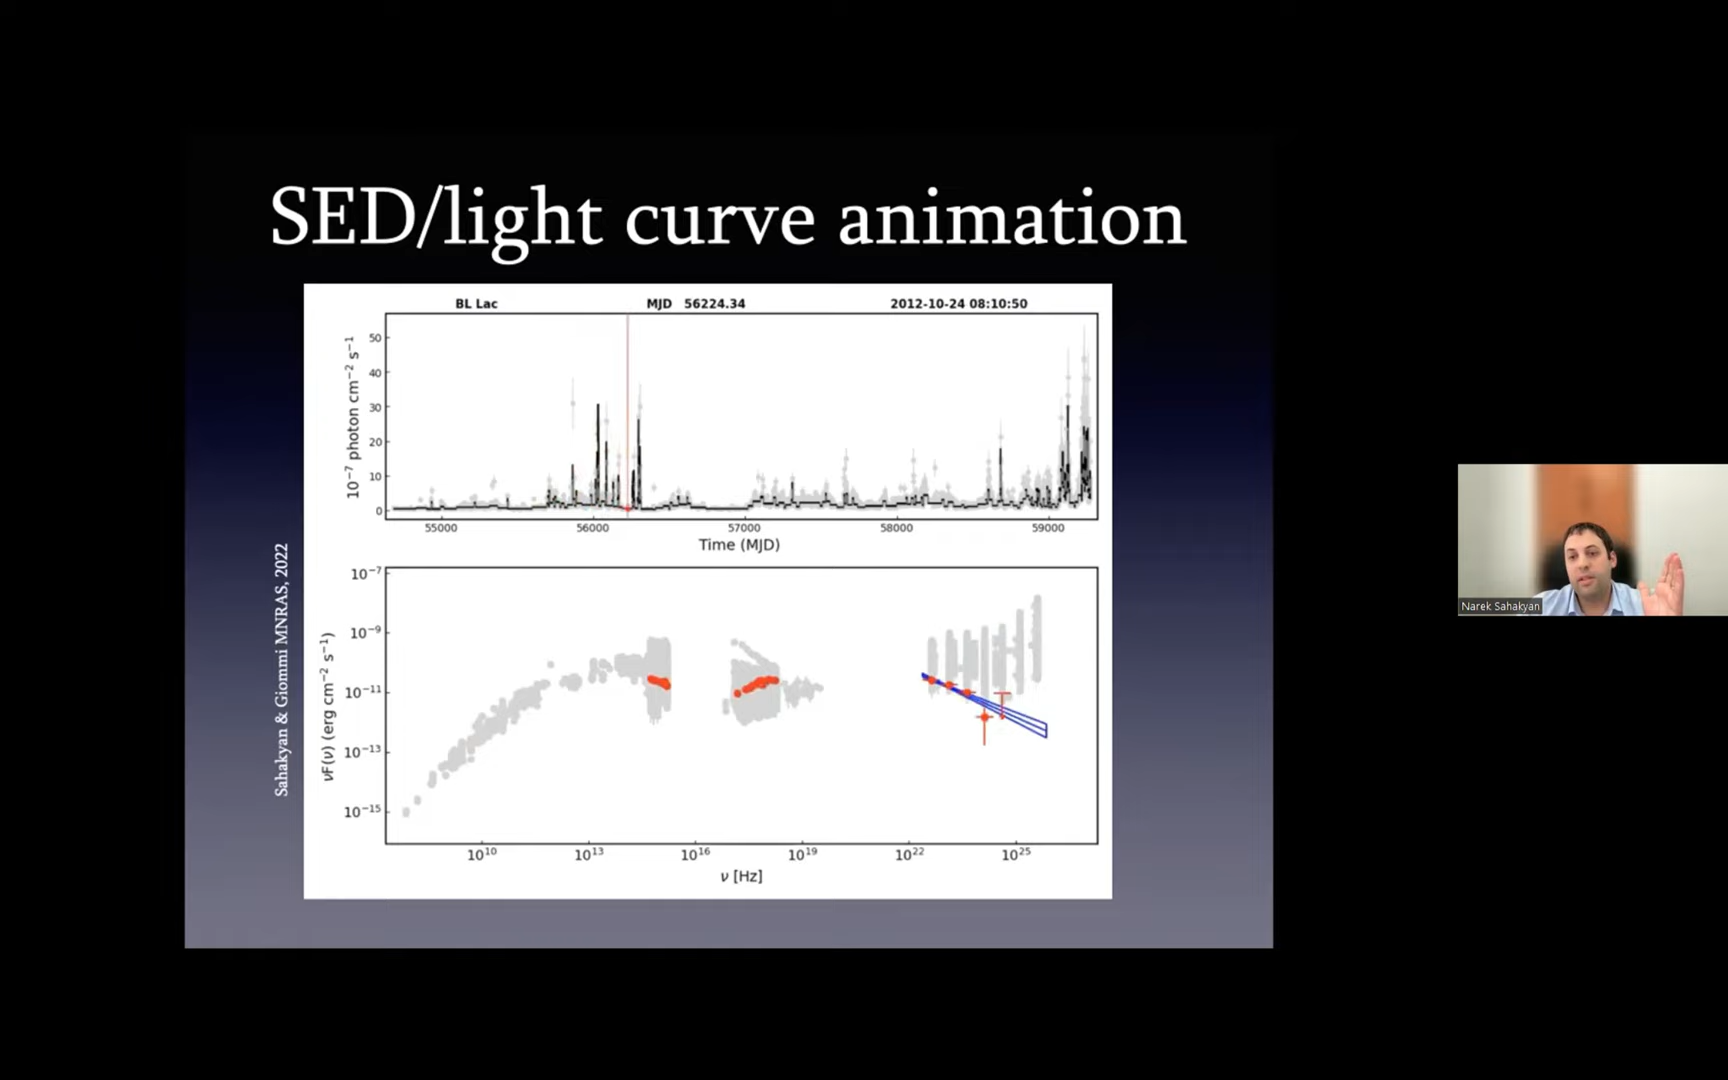 SED/light curve animation
BL Lac MJD 56224.34 2012-10-24 08:10:50
10⁻⁷ photon cm⁻² s⁻¹
50
40
30
20
10
0
55000 56000 57000 58000 59000
Time (MJD)
Sahakyan & Giommi MNRAS, 2022
νF(ν) (erg cm⁻² s⁻¹)
10⁻⁷
10⁻⁹
10⁻¹¹
10⁻¹³
10⁻¹⁵
10¹⁰ 10¹³ 10¹⁶ 10¹⁹ 10²² 10²⁵
ν [Hz]
Narek Sahakyan